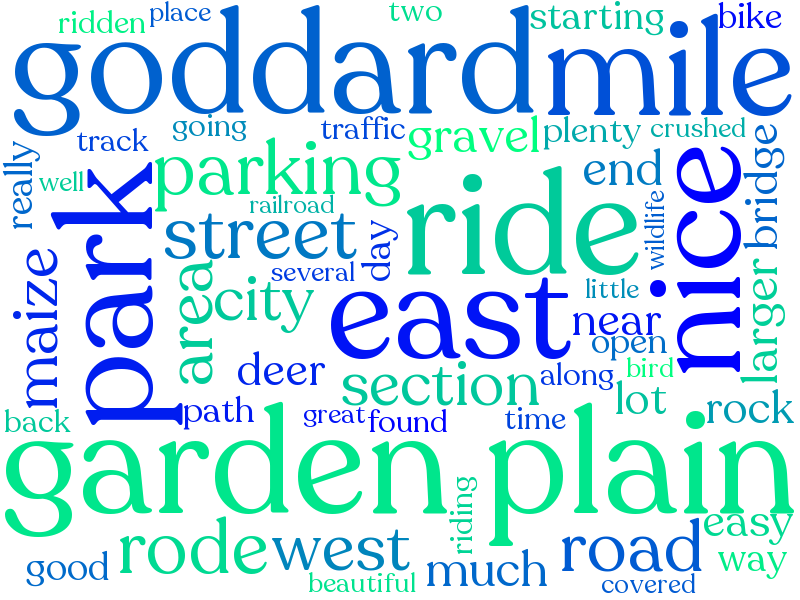 ridden place two starting bike
goddard mile
track going traffic gravel plenty crushed
really well parking end bridge
railroad ride nice wildlife
park street day
maize area city several east little larger
near
open
deer section along bird
back path great found time lot rock
garden plain
rode west riding much road easy
way
good beautiful covered